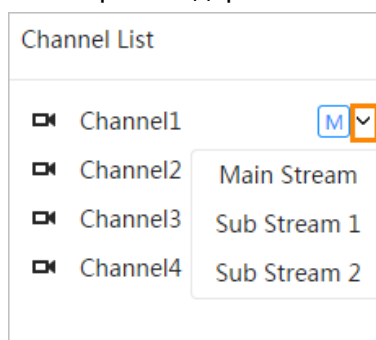 Channel List
Channel1 M
Channel2 Main Stream
Channel3 Sub Stream 1
Channel4 Sub Stream 2